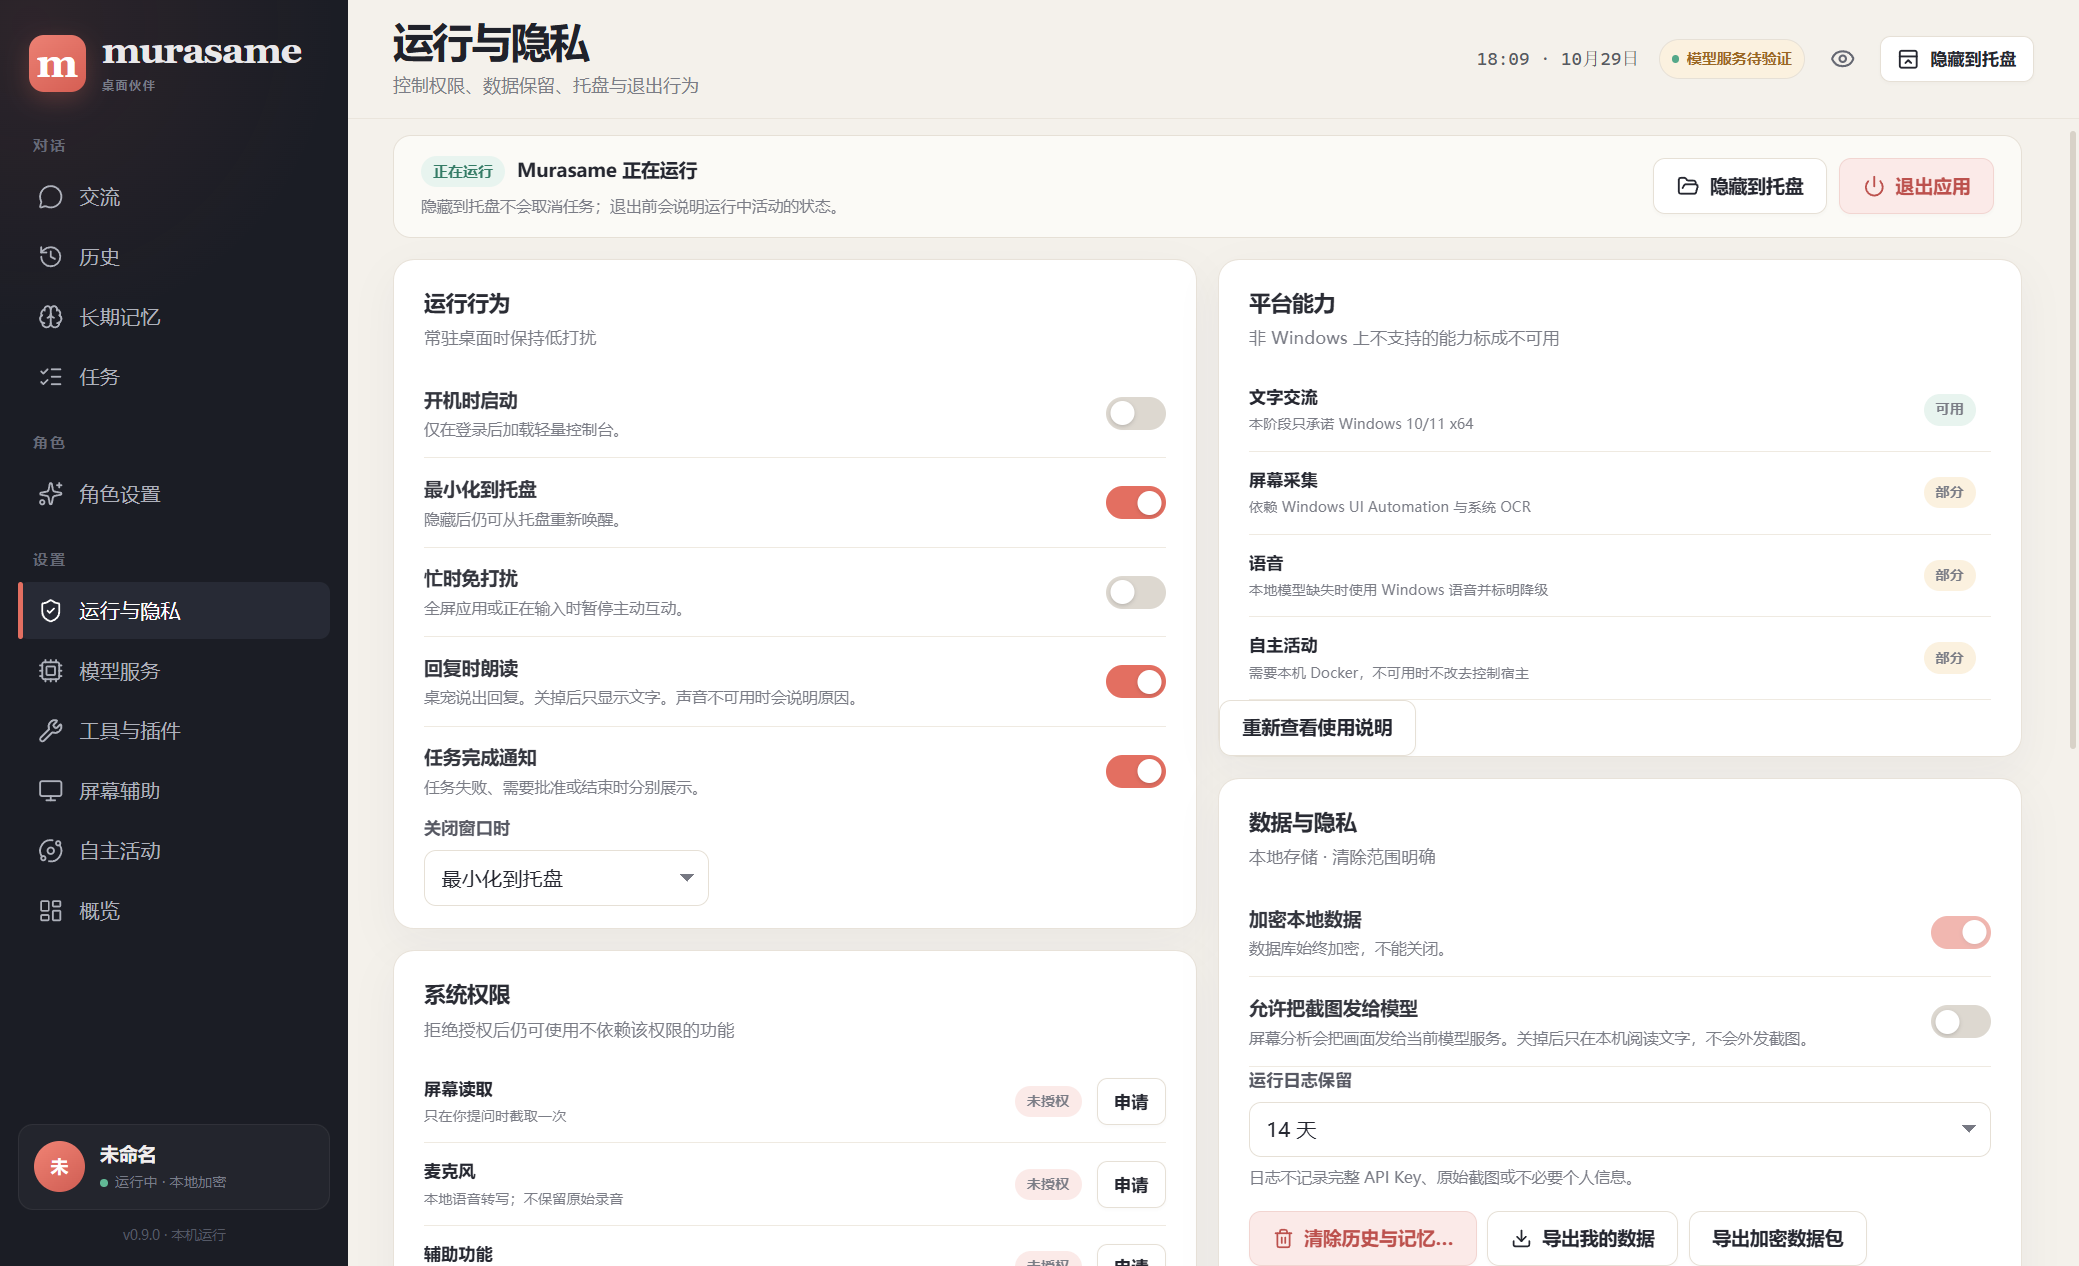 m murasame
桌面伙伴
对话
交流
历史
长期记忆
任务
角色
角色设置
设置
运行与隐私
模型服务
工具与插件
屏幕辅助
自主活动
概览
未 未命名
运行中 · 本地加密
v0.9.0 · 本机运行
运行与隐私
控制权限、数据保留、托盘与退出行为
18:09 · 10月29日
模型服务待验证
隐藏到托盘
正在运行 Murasame 正在运行
隐藏到托盘不会取消任务；退出前会说明运行中活动的状态。
隐藏到托盘
退出应用
运行行为
常驻桌面时保持低打扰
开机时启动
仅在登录后加载轻量控制台。
最小化到托盘
隐藏后仍可从托盘重新唤醒。
忙时免打扰
全屏应用或正在输入时暂停主动互动。
回复时朗读
桌宠说出回复。关掉后只显示文字。声音不可用时会说明原因。
任务完成通知
任务失败、需要批准或结束时分别展示。
关闭窗口时
最小化到托盘
系统权限
拒绝授权后仍可使用不依赖该权限的功能
屏幕读取
只在你提问时截取一次
未授权 申请
麦克风
本地语音转写；不保留原始录音
未授权 申请
辅助功能
未授权 申请
平台能力
非 Windows 上不支持的能力标成不可用
文字交流
本阶段只承诺 Windows 10/11 x64
可用
屏幕采集
依赖 Windows UI Automation 与系统 OCR
部分
语音
本地模型缺失时使用 Windows 语音并标明降级
部分
自主活动
需要本机 Docker，不可用时不改去控制宿主
部分
重新查看使用说明
数据与隐私
本地存储 · 清除范围明确
加密本地数据
数据库始终加密，不能关闭。
允许把截图发给模型
屏幕分析会把画面发给当前模型服务。关掉后只在本机阅读文字，不会外发截图。
运行日志保留
14 天
日志不记录完整 API Key、原始截图或不必要个人信息。
清除历史与记忆...
导出我的数据
导出加密数据包